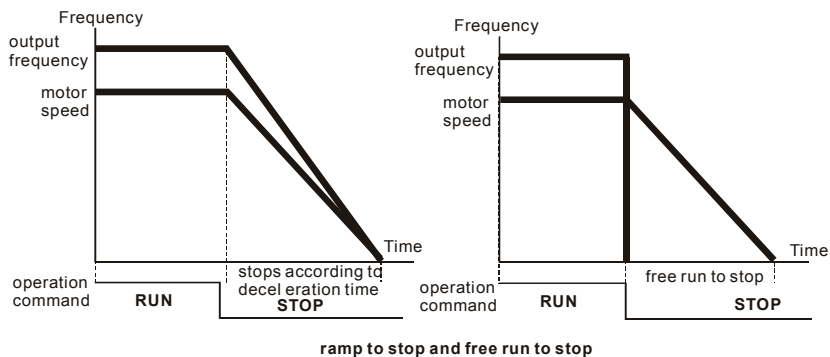 Frequency
output
frequency
motor
speed
Time
stops according to
decel eration time
operation
command
RUN
STOP
Frequency
output
frequency
motor
speed
Time
free run to stop
operation
command
RUN
STOP
ramp to stop and free run to stop